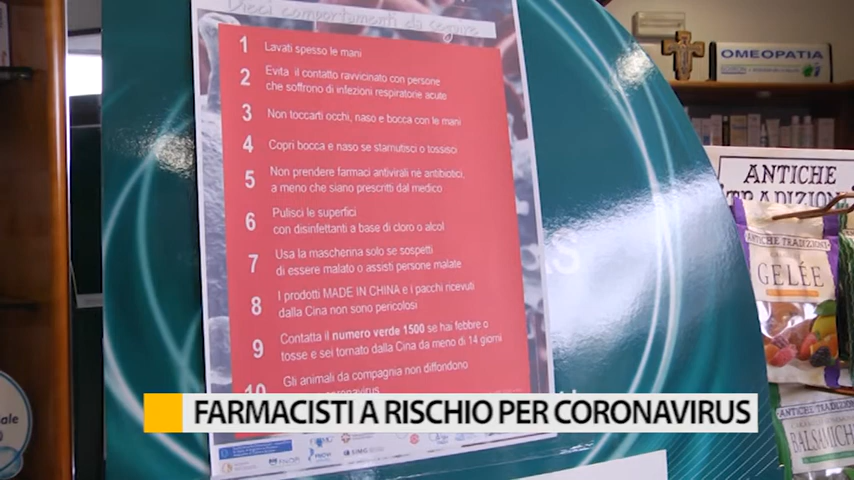 Dieci comportamenti da seguire
1 Lavati spesso le mani
2 Evita il contatto ravvicinato con persone
che soffrono di infezioni respiratorie acute
3 Non toccarti occhi, naso e bocca con le mani
4 Copri bocca e naso se starnutisci o tossisci
5 Non prendere farmaci antivirali nè antibiotici,
a meno che siano prescritti dal medico
6 Pulisci le superfici
con disinfettanti a base di cloro o alcol
7 Usa la mascherina solo se sospetti
di essere malato o assisti persone malate
8 I prodotti MADE IN CHINA e i pacchi ricevuti
dalla Cina non sono pericolosi
9 Contatta il numero verde 1500 se hai febbre o
tosse e sei tornato dalla Cina da meno di 14 giorni
10 Gli animali da compagnia non diffondono
coronavirus
FARMACISTI A RISCHIO PER CORONAVIRUS
OMEOPATIA
ANTICHE
TRADIZION
ANTICHE TRADIZIONI
GELÉE
ANTICHE TRADIZION
BALSAMICHE